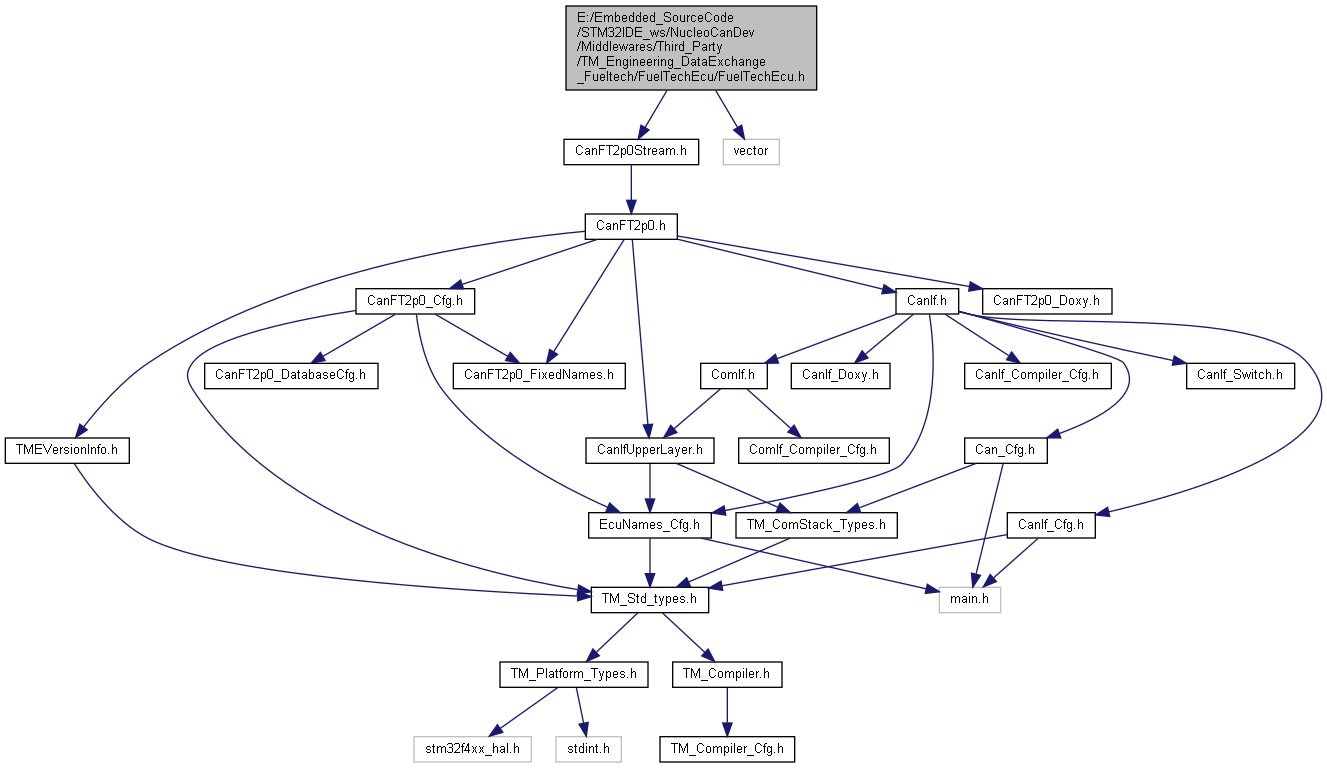 E:/Embedded_SourceCode
/STM32IDE_ws/NucleoCanDev
/Middlewares/Third_Party
/TM_Engineering_DataExchange
_Fueltech/FuelTechEcu/FuelTechEcu.h
CanFT2p0Stream.h
vector
CanFT2p0.h
CanFT2p0_Cfg.h
CanIf.h
CanFT2p0_Doxy.h
CanFT2p0_DatabaseCfg.h
CanFT2p0_FixedNames.h
ComIf.h
CanIf_Doxy.h
CanIf_Compiler_Cfg.h
CanIf_Switch.h
TMEVersionInfo.h
CanIfUpperLayer.h
ComIf_Compiler_Cfg.h
Can_Cfg.h
EcuNames_Cfg.h
TM_ComStack_Types.h
CanIf_Cfg.h
TM_Std_types.h
main.h
TM_Platform_Types.h
TM_Compiler.h
stm32f4xx_hal.h
stdint.h
TM_Compiler_Cfg.h